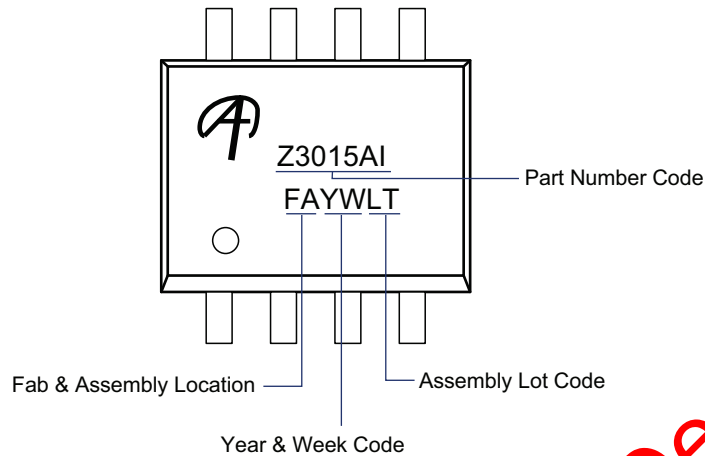 Z3015AI
Part Number Code
FAYWLT
Fab & Assembly Location
Assembly Lot Code
Year & Week Code